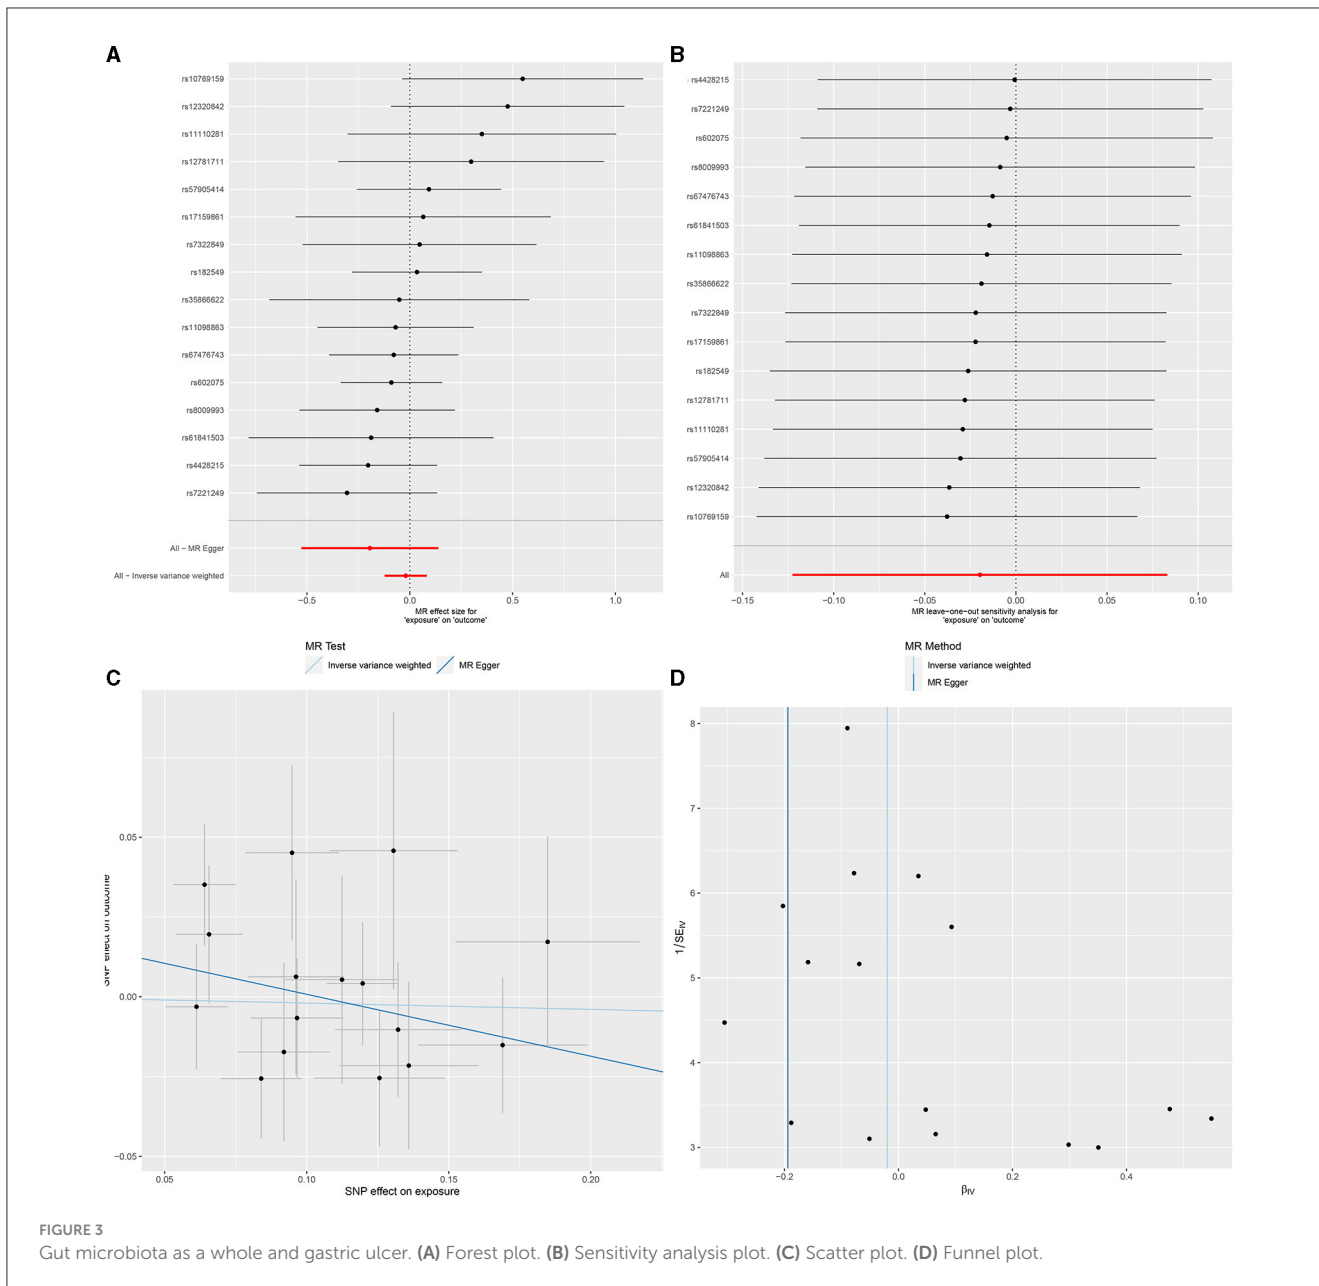 A
rs10769159
rs12320842
rs11110281
rs12781711
rs57905414
rs17159861
rs7322849
rs182549
rs35866622
rs11098863
rs67476743
rs602075
rs8009993
rs61841503
rs4428215
rs7221249
All − MR Egger
All − Inverse variance weighted
−0.5 0.0 0.5 1.0
MR effect size for
'exposure' on 'outcome'
B
rs4428215
rs7221249
rs602075
rs8009993
rs67476743
rs61841503
rs11098863
rs35866622
rs7322849
rs17159861
rs182549
rs12781711
rs11110281
rs57905414
rs12320842
rs10769159
All
−0.15 −0.10 −0.05 0.00 0.05 0.10
MR leave−one−out sensitivity analysis for
'exposure' on 'outcome'
MR Test
Inverse variance weighted MR Egger
C
0.05
0.00
−0.05
SNP effect on outcome
0.05 0.10 0.15 0.20
SNP effect on exposure
MR Method
Inverse variance weighted
MR Egger
D
8
7
6
5
4
3
1/SE_IV
−0.2 0.0 0.2 0.4
β_IV
FIGURE 3
Gut microbiota as a whole and gastric ulcer. (A) Forest plot. (B) Sensitivity analysis plot. (C) Scatter plot. (D) Funnel plot.